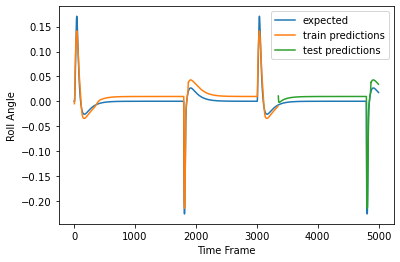 expected
train predictions
test predictions
0.15
0.10
0.05
0.00
−0.05
−0.10
−0.15
−0.20
Roll Angle
0 1000 2000 3000 4000 5000
Time Frame